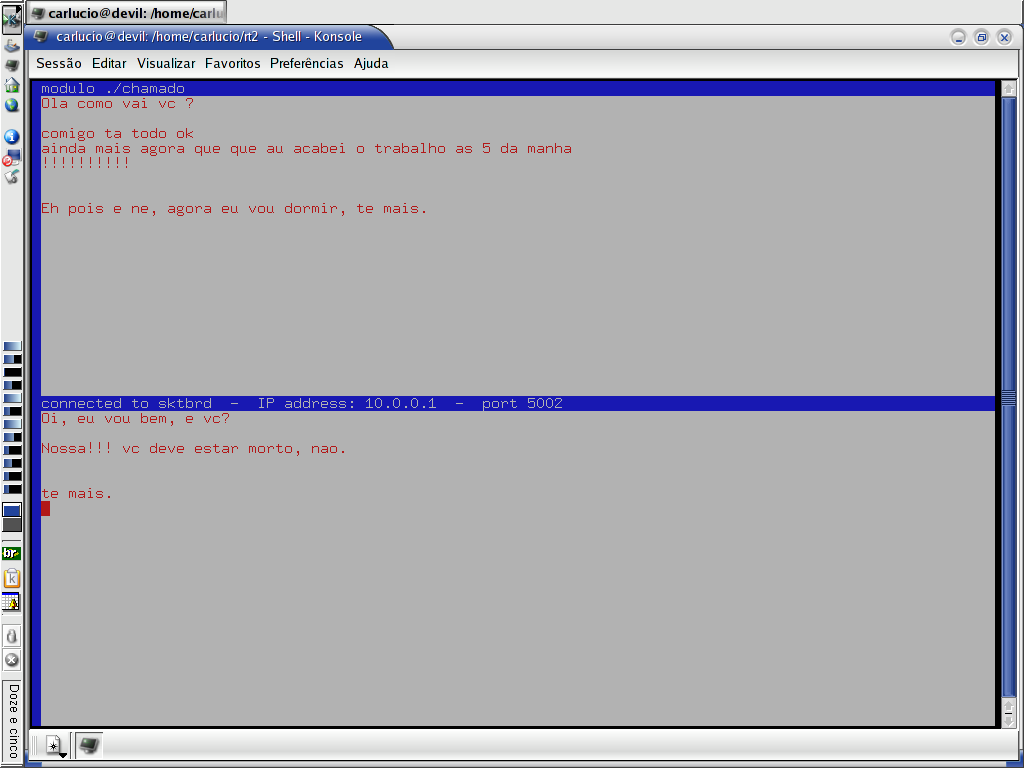 carlucio@devil: /home/carlu
carlucio@devil: /home/carlucio/rt2 - Shell - Konsole
Sessão Editar Visualizar Favoritos Preferências Ajuda
modulo ./chamado
Ola como vai vc ?
comigo ta todo ok
ainda mais agora que que au acabei o trabalho as 5 da manha
!!!!!!!!!!
Eh pois e ne, agora eu vou dormir, te mais.
connected to sktbrd - IP address: 10.0.0.1 - port 5002
Oi, eu vou bem, e vc?
Nossa!!! vc deve estar morto, nao.
te mais.
br
k
Doze e cinco